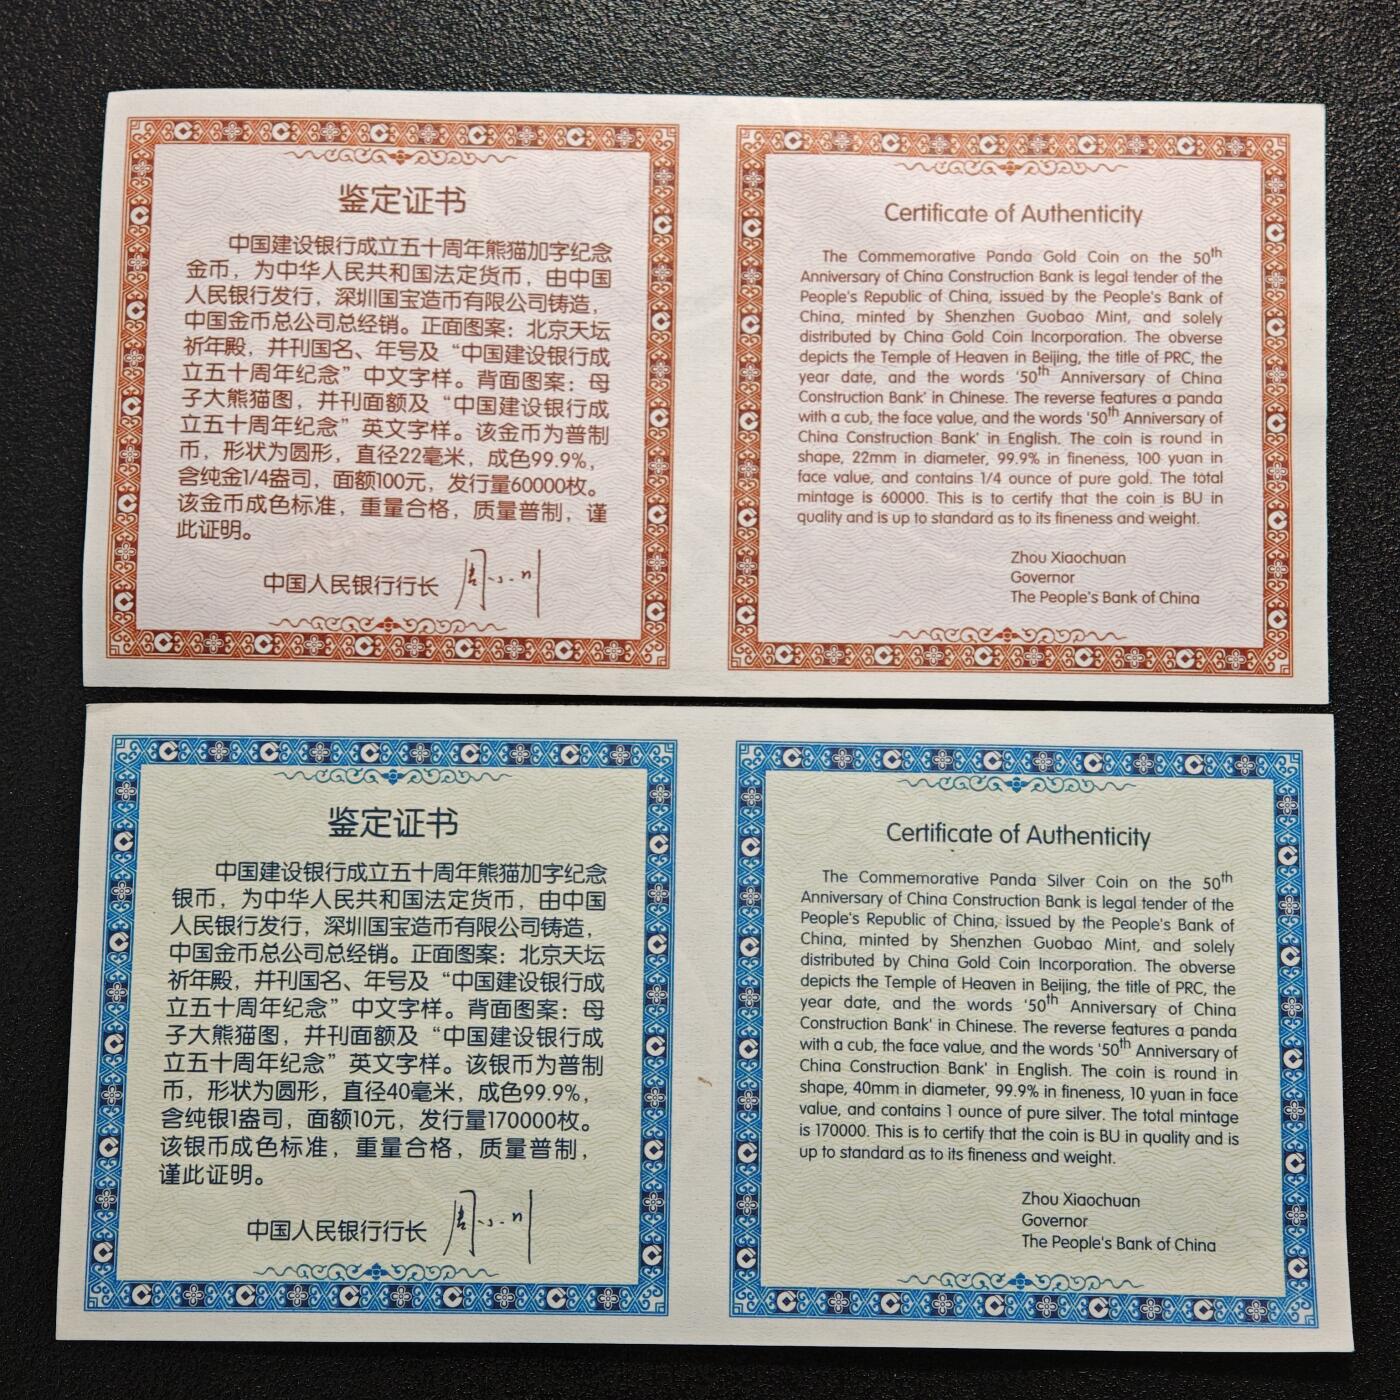 鉴定证书
中国建设银行成立五十周年熊猫加字纪念
金币，为中华人民共和国法定货币，由中国
人民银行发行，深圳国宝造币有限公司铸造，
中国金币总公司总经销。正面图案：北京天坛
祈年殿，并刊国名、年号及“中国建设银行成
立五十周年纪念”中文字样。背面图案：母
子大熊猫图，并刊面额及“中国建设银行成
立五十周年纪念”英文字样。该金币为普制
币，形状为圆形，直径22毫米，成色99.9%，
含纯金1/4盎司，面额100元，发行量60000枚。
该金币成色标准，重量合格，质量普制，谨
此证明。
中国人民银行行长 周小川
Certificate of Authenticity
The Commemorative Panda Gold Coin on the 50th
Anniversary of China Construction Bank is legal tender of the
People's Republic of China, issued by the People's Bank of
China, minted by Shenzhen Guobao Mint, and solely
distributed by China Gold Coin Incorporation. The obverse
depicts the Temple of Heaven in Beijing, the title of PRC, the
year date, and the words '50th Anniversary of China
Construction Bank' in Chinese. The reverse features a panda
with a cub, the face value, and the words '50th Anniversary of
China Construction Bank' in English. The coin is round in
shape, 22mm in diameter, 99.9% in fineness, 100 yuan in
face value, and contains 1/4 ounce of pure gold. The total
mintage is 60000. This is to certify that the coin is BU in
quality and is up to standard as to its fineness and weight.
Zhou Xiaochuan
Governor
The People's Bank of China
鉴定证书
中国建设银行成立五十周年熊猫加字纪念
银币，为中华人民共和国法定货币，由中国
人民银行发行，深圳国宝造币有限公司铸造，
中国金币总公司总经销。正面图案：北京天坛
祈年殿，并刊国名、年号及“中国建设银行成
立五十周年纪念”中文字样。背面图案：母
子大熊猫图，并刊面额及“中国建设银行成
立五十周年纪念”英文字样。该银币为普制
币，形状为圆形，直径40毫米，成色99.9%，
含纯银1盎司，面额10元，发行量170000枚。
该银币成色标准，重量合格，质量普制，
谨此证明。
中国人民银行行长 周小川
Certificate of Authenticity
The Commemorative Panda Silver Coin on the 50th
Anniversary of China Construction Bank is legal tender of the
People's Republic of China, issued by the People's Bank of
China, minted by Shenzhen Guobao Mint, and solely
distributed by China Gold Coin Incorporation. The obverse
depicts the Temple of Heaven in Beijing, the title of PRC, the
year date, and the words '50th Anniversary of China
Construction Bank' in Chinese. The reverse features a panda
with a cub, the face value, and the words '50th Anniversary of
China Construction Bank' in English. The coin is round in
shape, 40mm in diameter, 99.9% in fineness, 10 yuan in face
value, and contains 1 ounce of pure silver. The total mintage
is 170000. This is to certify that the coin is BU in quality and is
up to standard as to its fineness and weight.
Zhou Xiaochuan
Governor
The People's Bank of China